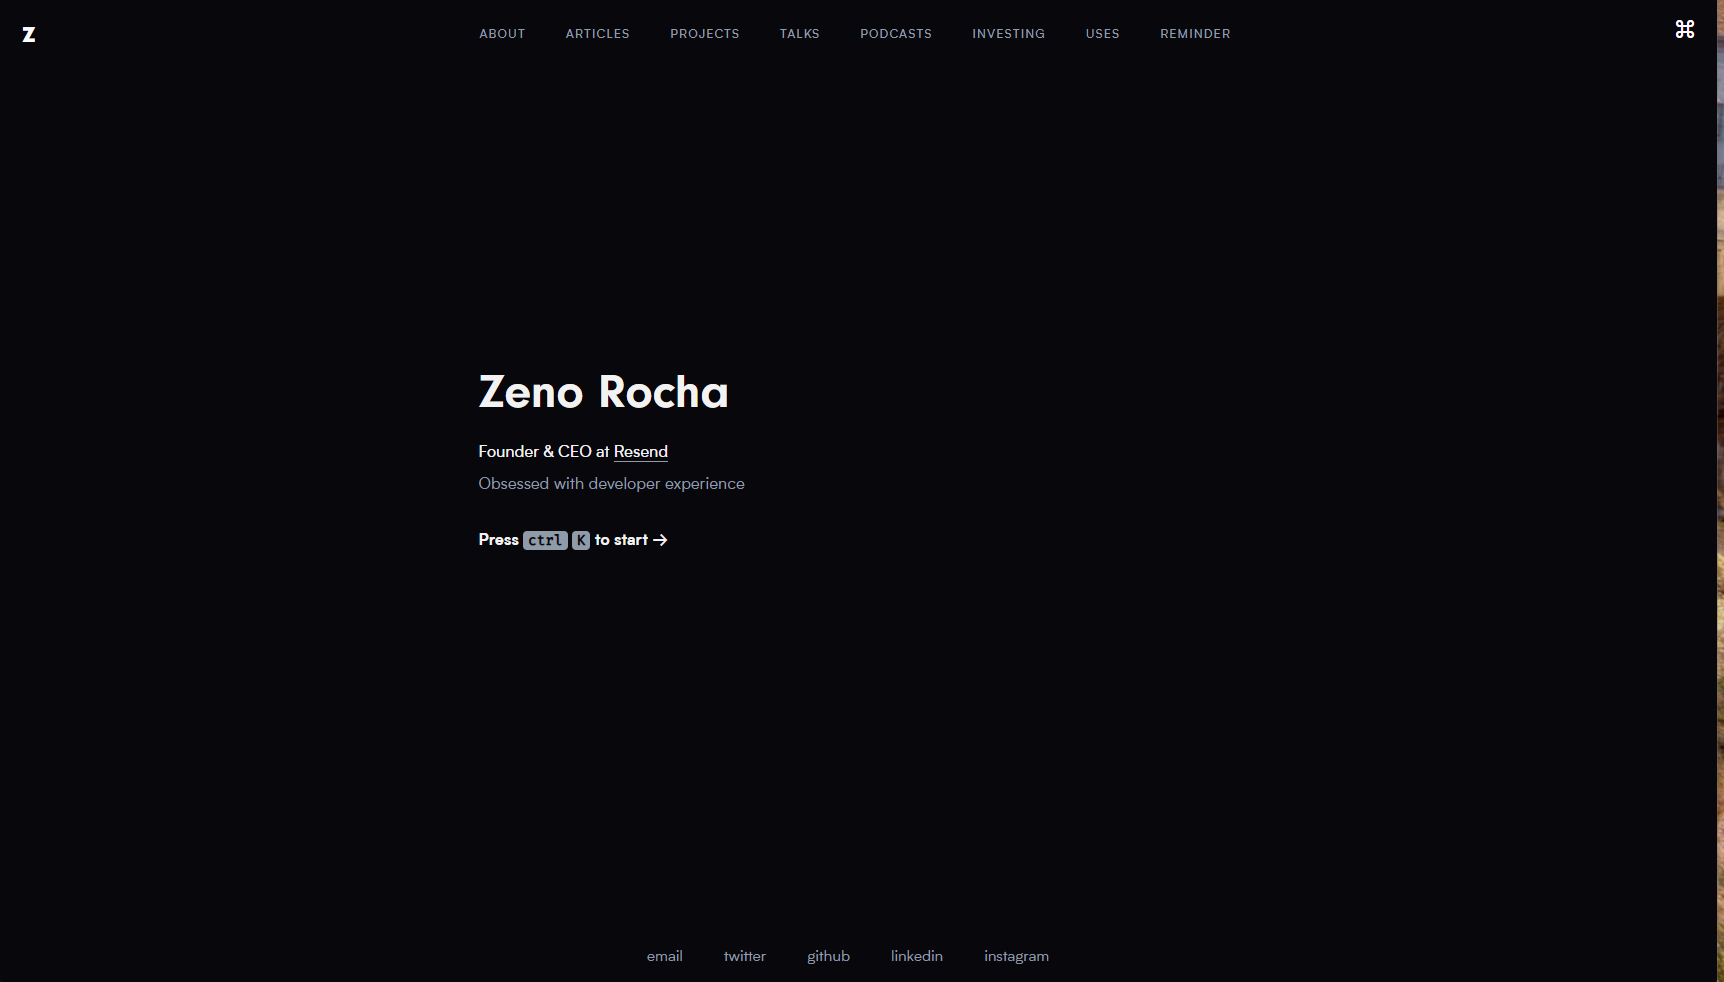 z
ABOUT ARTICLES PROJECTS TALKS PODCASTS INVESTING USES REMINDER
⌘
Zeno Rocha
Founder & CEO at Resend
Obsessed with developer experience
Press ctrl K to start →
email twitter github linkedin instagram